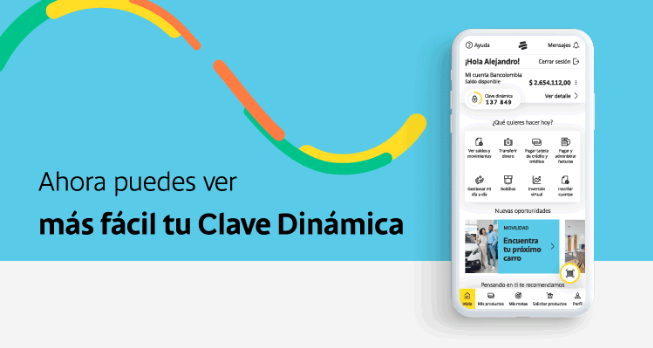 Ahora puedes ver
más fácil tu Clave Dinámica
Ayuda
Mensajes
¡Hola Alejandro!
Cerrar sesión
Mi cuenta Bancolombia
Saldo disponible
$ 2.654.112,00
Clave dinámica
137 849
Ver detalle
¿Qué quieres hacer hoy?
Ver saldos y movimientos
Transferir dinero
Pagar tarjeta de crédito y créditos
Pagar y administrar facturas
Gestionar mi día a día
Bolsillos
Inversión virtual
Inscribir cuentas
Nuevas oportunidades
MOVILIDAD
Encuentra
tu próximo
carro
Pensando en ti te recomendamos
Inicio
Mis productos
Mis metas
Solicitar productos
Perfil